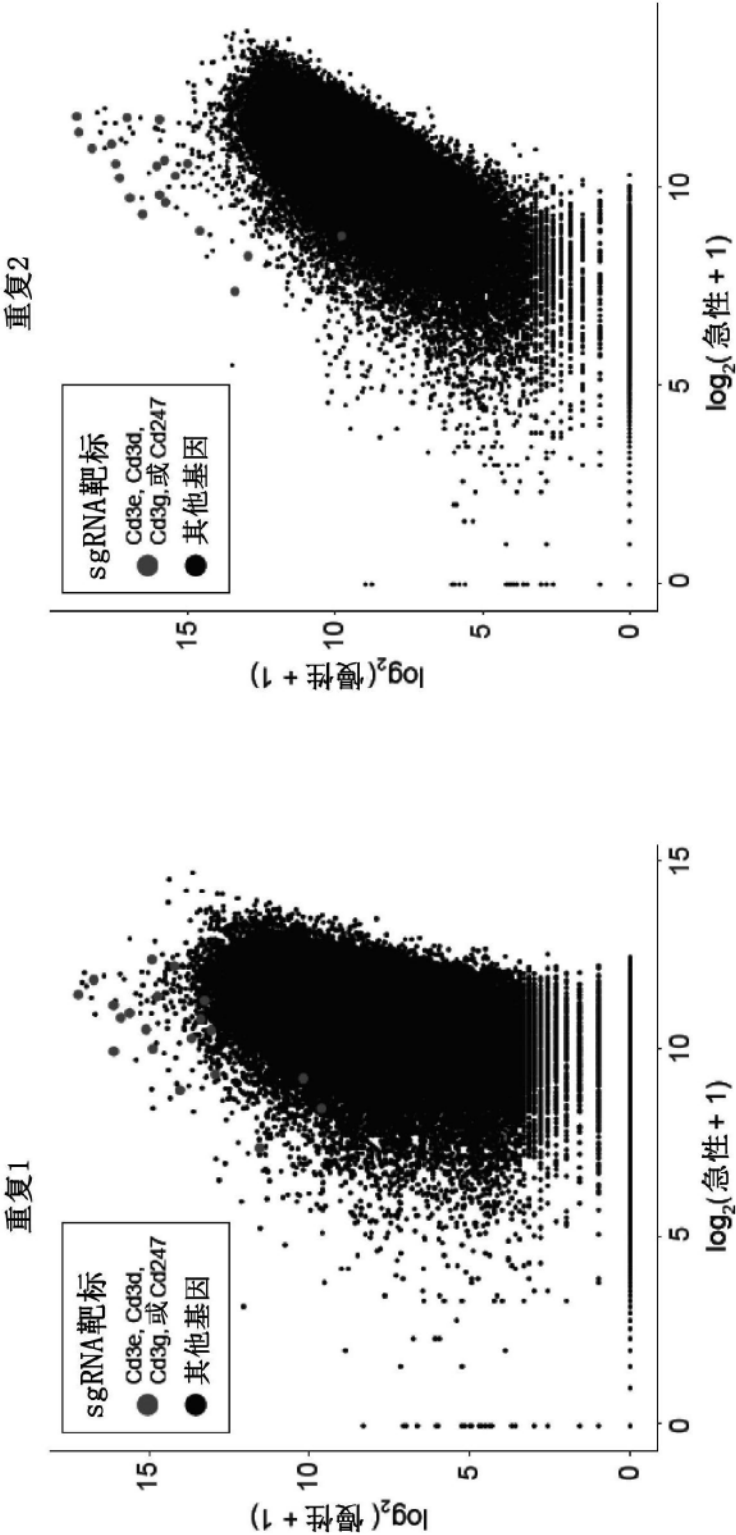 重复1
sgRNA靶标
Cd3e, Cd3d,
Cd3g, 或 Cd247
其他基因
log2(慢性 + 1)
15
10
5
0
0
5
10
15
log2(急性 + 1)
重复2
sgRNA靶标
Cd3e, Cd3d,
Cd3g, 或 Cd247
其他基因
log2(慢性 + 1)
15
10
5
0
0
5
10
log2(急性 + 1)